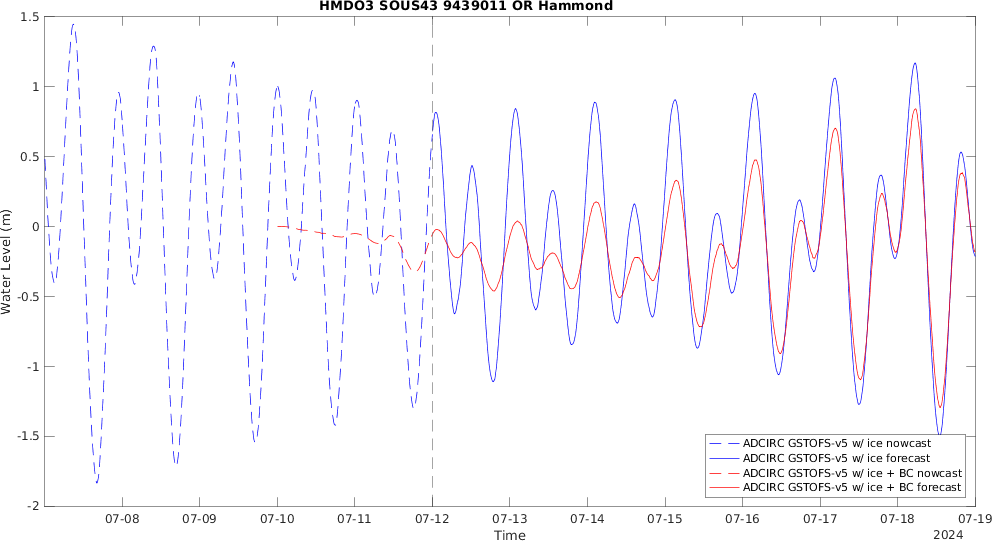 HMDO3 SOUS43 9439011 OR Hammond
1.5
1
0.5
0
-0.5
-1
-1.5
-2
Water Level (m)
07-08 07-09 07-10 07-11 07-12 07-13 07-14 07-15 07-16 07-17 07-18 07-19
Time
2024
ADCIRC GSTOFS-v5 w/ ice nowcast
ADCIRC GSTOFS-v5 w/ ice forecast
ADCIRC GSTOFS-v5 w/ ice + BC nowcast
ADCIRC GSTOFS-v5 w/ ice + BC forecast